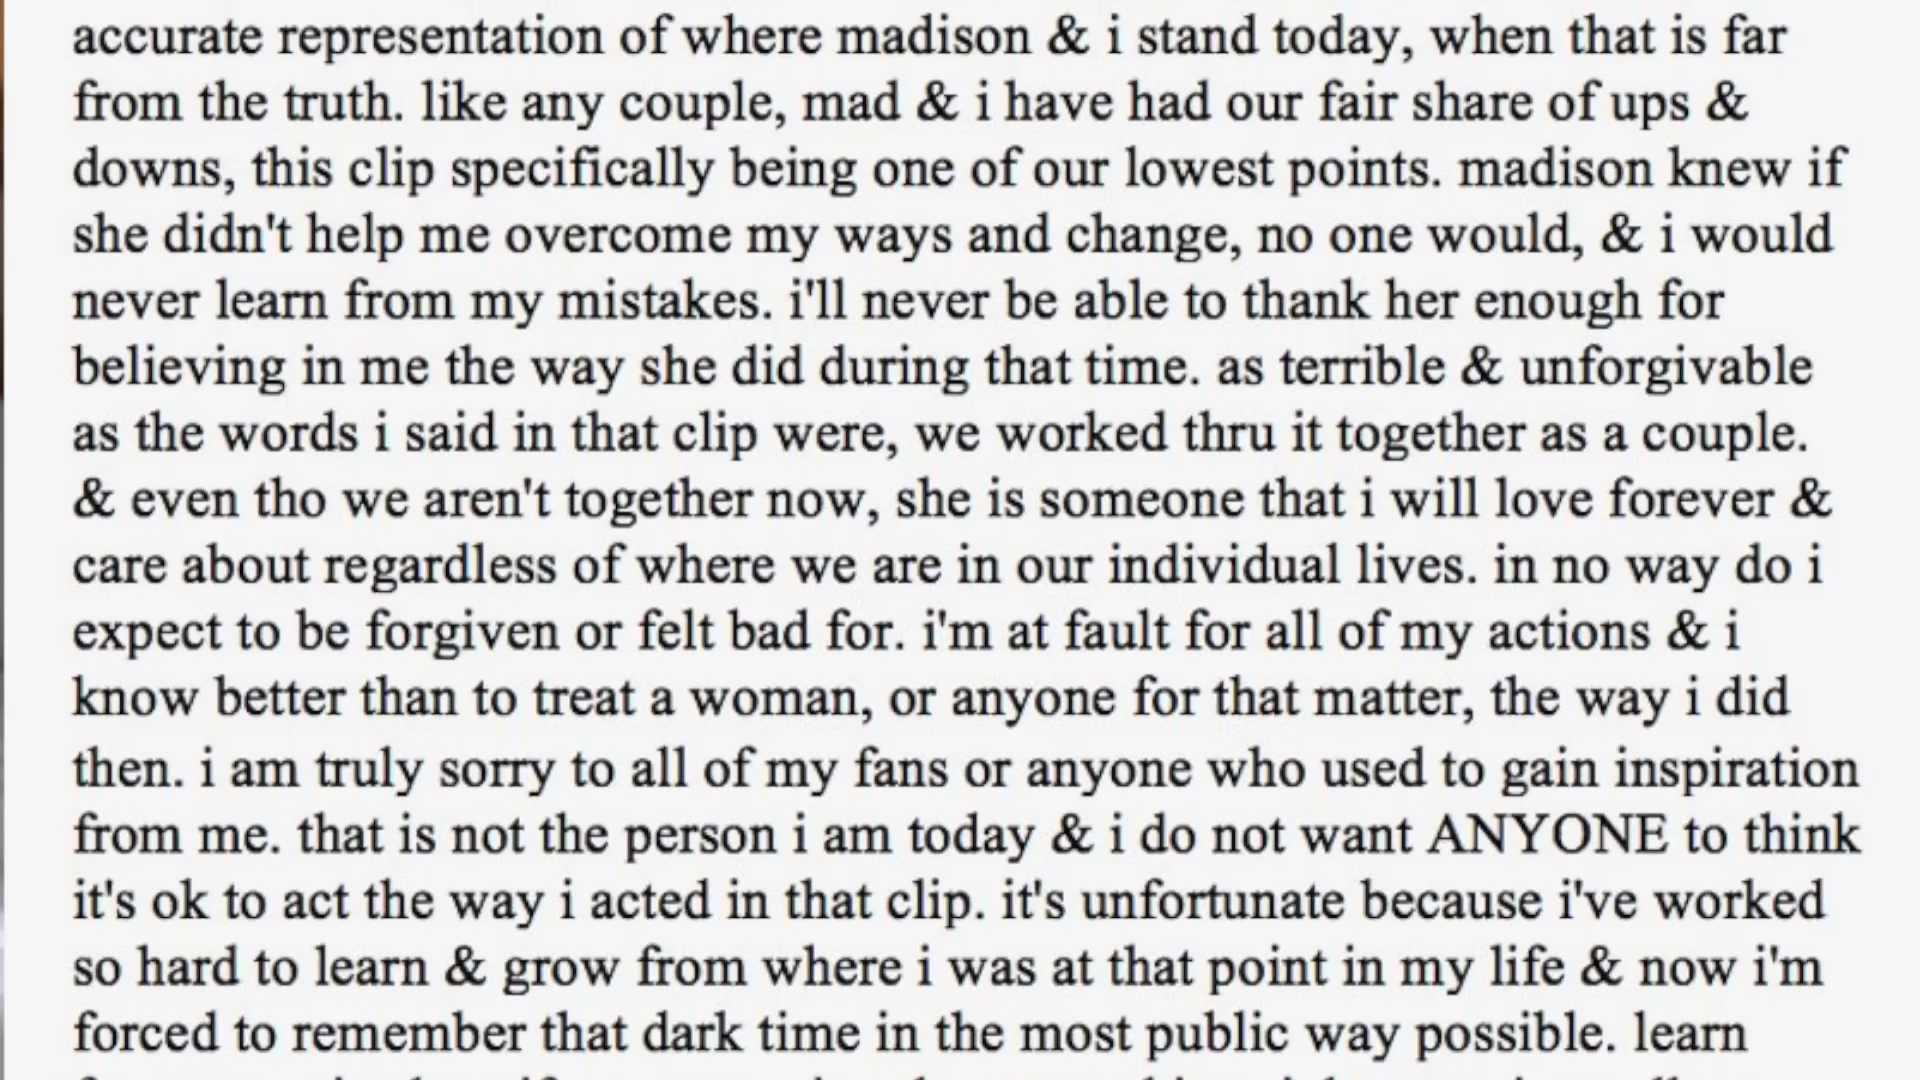 accurate representation of where madison & i stand today, when that is far
from the truth. like any couple, mad & i have had our fair share of ups &
downs, this clip specifically being one of our lowest points. madison knew if
she didn't help me overcome my ways and change, no one would, & i would
never learn from my mistakes. i'll never be able to thank her enough for
believing in me the way she did during that time. as terrible & unforgivable
as the words i said in that clip were, we worked thru it together as a couple.
& even tho we aren't together now, she is someone that i will love forever &
care about regardless of where we are in our individual lives. in no way do i
expect to be forgiven or felt bad for. i'm at fault for all of my actions & i
know better than to treat a woman, or anyone for that matter, the way i did
then. i am truly sorry to all of my fans or anyone who used to gain inspiration
from me. that is not the person i am today & i do not want ANYONE to think
it's ok to act the way i acted in that clip. it's unfortunate because i've worked
so hard to learn & grow from where i was at that point in my life & now i'm
forced to remember that dark time in the most public way possible. learn